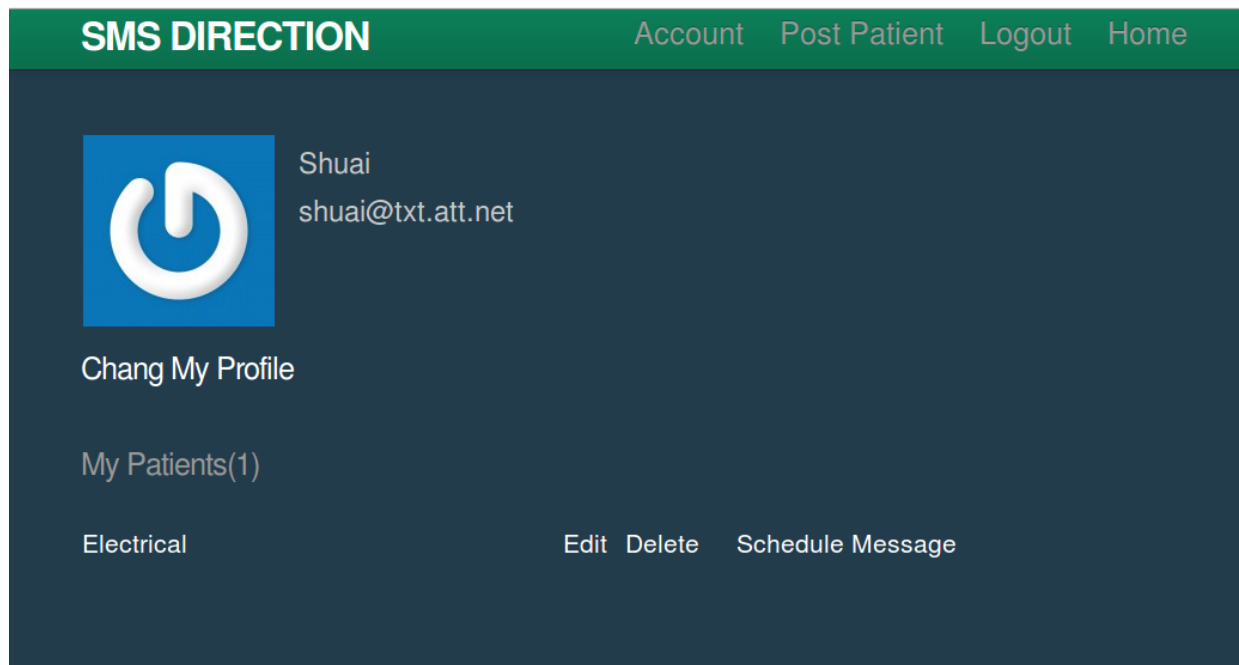 SMS DIRECTION Account Post Patient Logout Home
Shuai
shuai@txt.att.net
Chang My Profile
My Patients(1)
Electrical Edit Delete Schedule Message